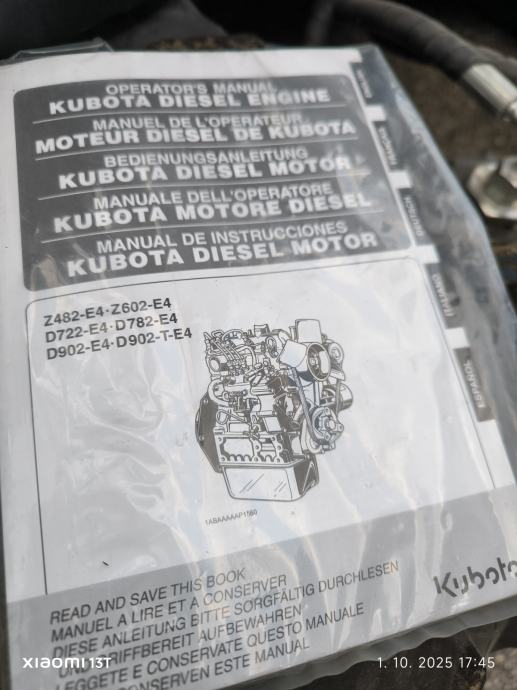 OPERATOR'S MANUAL
KUBOTA DIESEL ENGINE
MANUEL DE L'OPERATEUR
MOTEUR DIESEL DE KUBOTA
BEDIENUNGSANLEITUNG
KUBOTA DIESEL MOTOR
MANUALE DELL'OPERATORE
KUBOTA MOTORE DIESEL
MANUAL DE INSTRUCCIONES
KUBOTA DIESEL MOTOR
FRANÇAIS
DEUTSCH
ITALIANO
ESPAÑOL
Z482-E4·Z602-E4
D722-E4·D782-E4
D902-E4·D902-T-E4
1ABAAAAAP1560
READ AND SAVE THIS BOOK
MANUEL A LIRE ET A CONSERVER
DIESE ANLEITUNG BITTE SORGFÄLTIG DURCHLESEN
UND GRIFFBEREIT AUFBEWAHREN
LEGGETE E CONSERVATE QUESTO MANUALE
CONSERVEN ESTE MANUAL
Kubota
XIAOMI 13T
1. 10. 2025 17:45